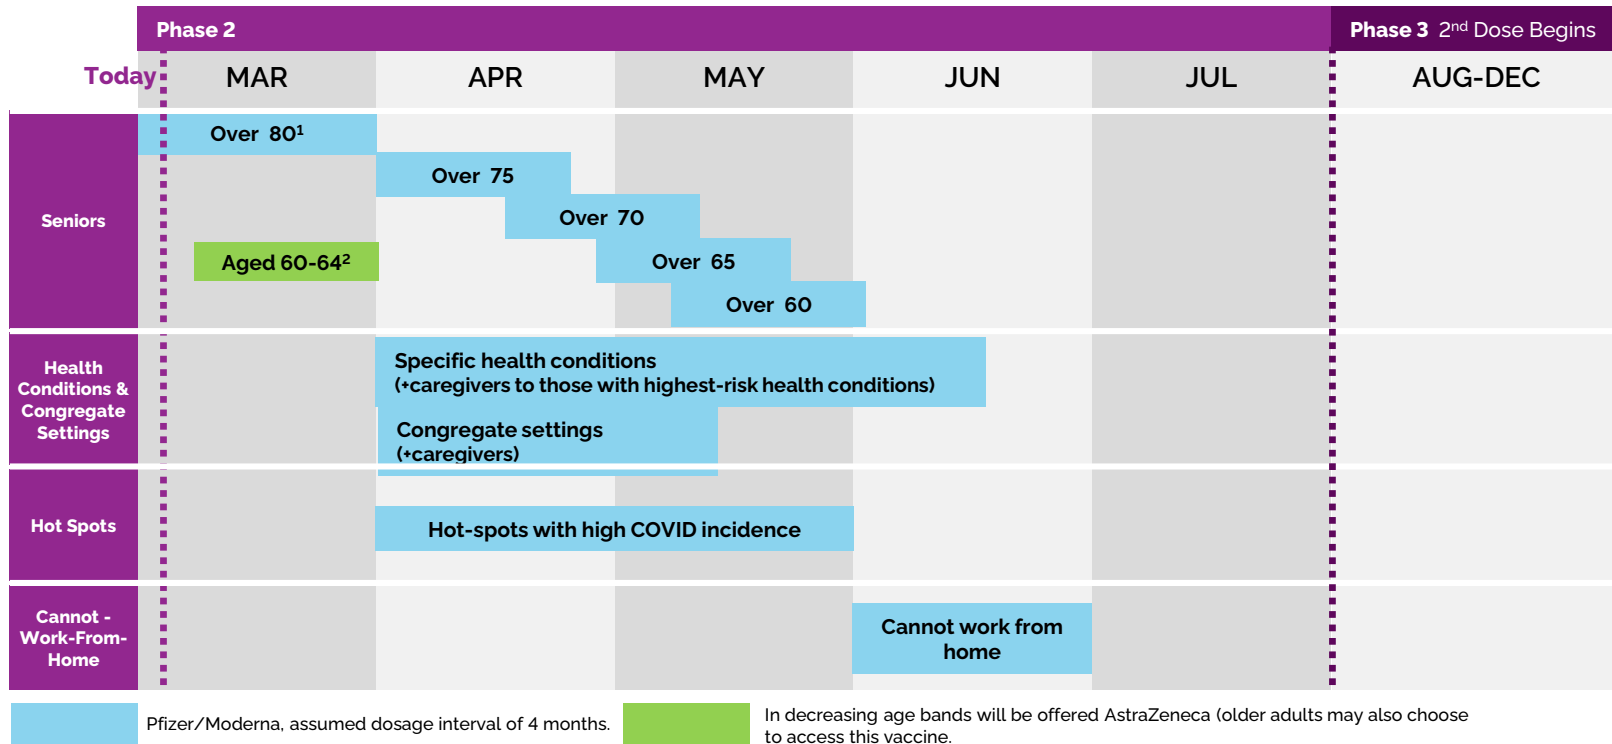 Phase 2
Phase 3 2nd Dose Begins
Today
MAR
APR
MAY
JUN
JUL
AUG-DEC
Seniors
Over 80¹
Over 75
Over 70
Aged 60-64²
Over 65
Over 60
Health
Conditions &
Congregate
Settings
Specific health conditions
(+caregivers to those with highest-risk health conditions)
Congregate settings
(+caregivers)
Hot Spots
Hot-spots with high COVID incidence
Cannot -
Work-From-
Home
Cannot work from
home
Pfizer/Moderna, assumed dosage interval of 4 months.
In decreasing age bands will be offered AstraZeneca (older adults may also choose
to access this vaccine.